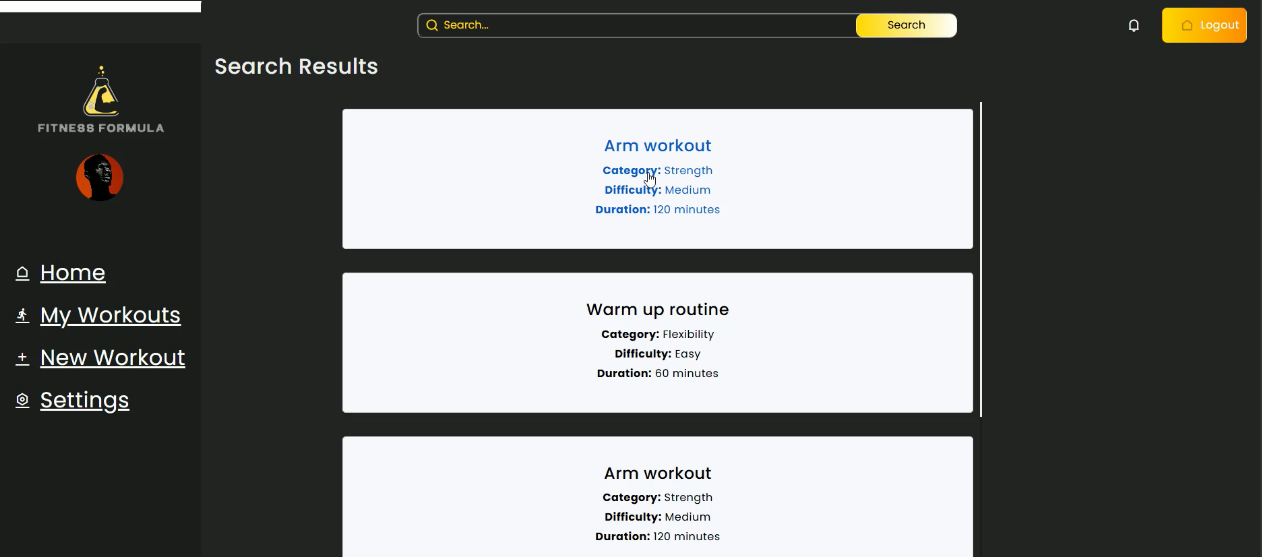 Search...
Search
Logout
Search Results
FITNESS FORMULA
Home
My Workouts
New Workout
Settings
Arm workout
Category: Strength
Difficulty: Medium
Duration: 120 minutes
Warm up routine
Category: Flexibility
Difficulty: Easy
Duration: 60 minutes
Arm workout
Category: Strength
Difficulty: Medium
Duration: 120 minutes